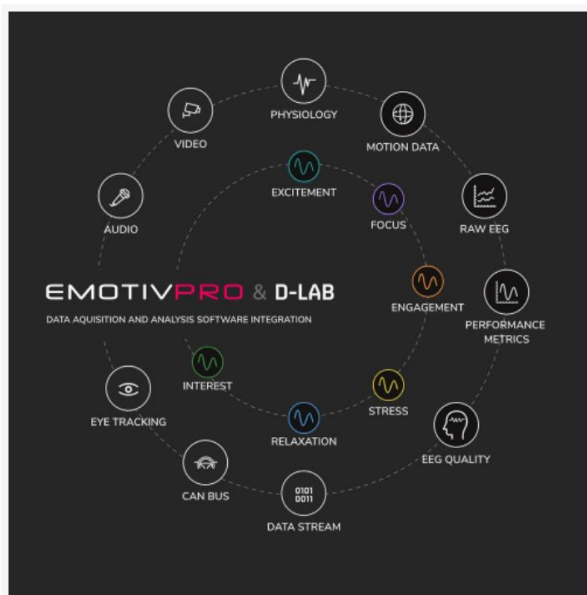 PHYSIOLOGY
VIDEO
MOTION DATA
EXCITEMENT
AUDIO
FOCUS
RAW EEG
EMOTIVPRO & D-LAB
DATA AQUISITION AND ANALYSIS SOFTWARE INTEGRATION
ENGAGEMENT
PERFORMANCE
METRICS
INTEREST
STRESS
EYE TRACKING
RELAXATION
EEG QUALITY
CAN BUS
0101
0011
DATA STREAM